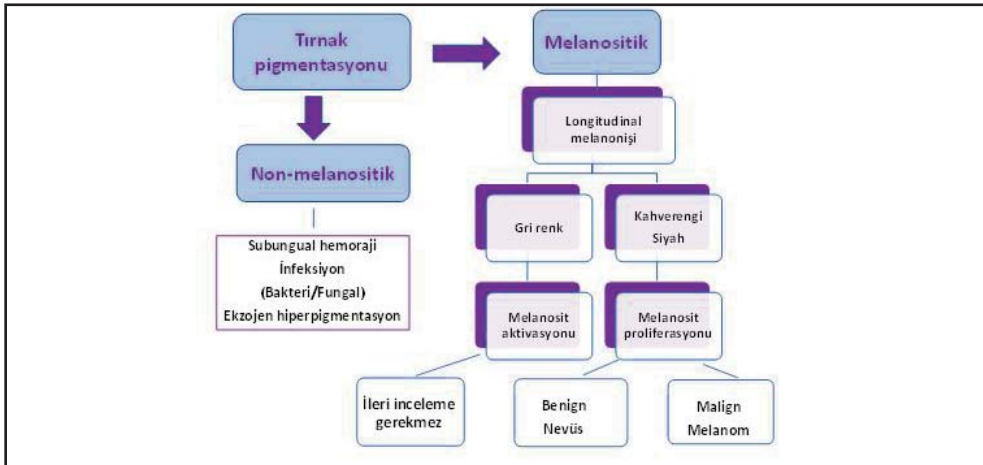 Tırnak
pigmentasyonu
Melanositik
Longitudinal
melanonişi
Non-melanositik
Subungual hemoraji
İnfeksiyon
(Bakteri/Fungal)
Ekzojen hiperpigmentasyon
Gri renk
Kahverengi
Siyah
Melanosit
aktivasyonu
Melanosit
proliferasyonu
İleri inceleme
gerekmez
Benign
Nevüs
Malign
Melanom